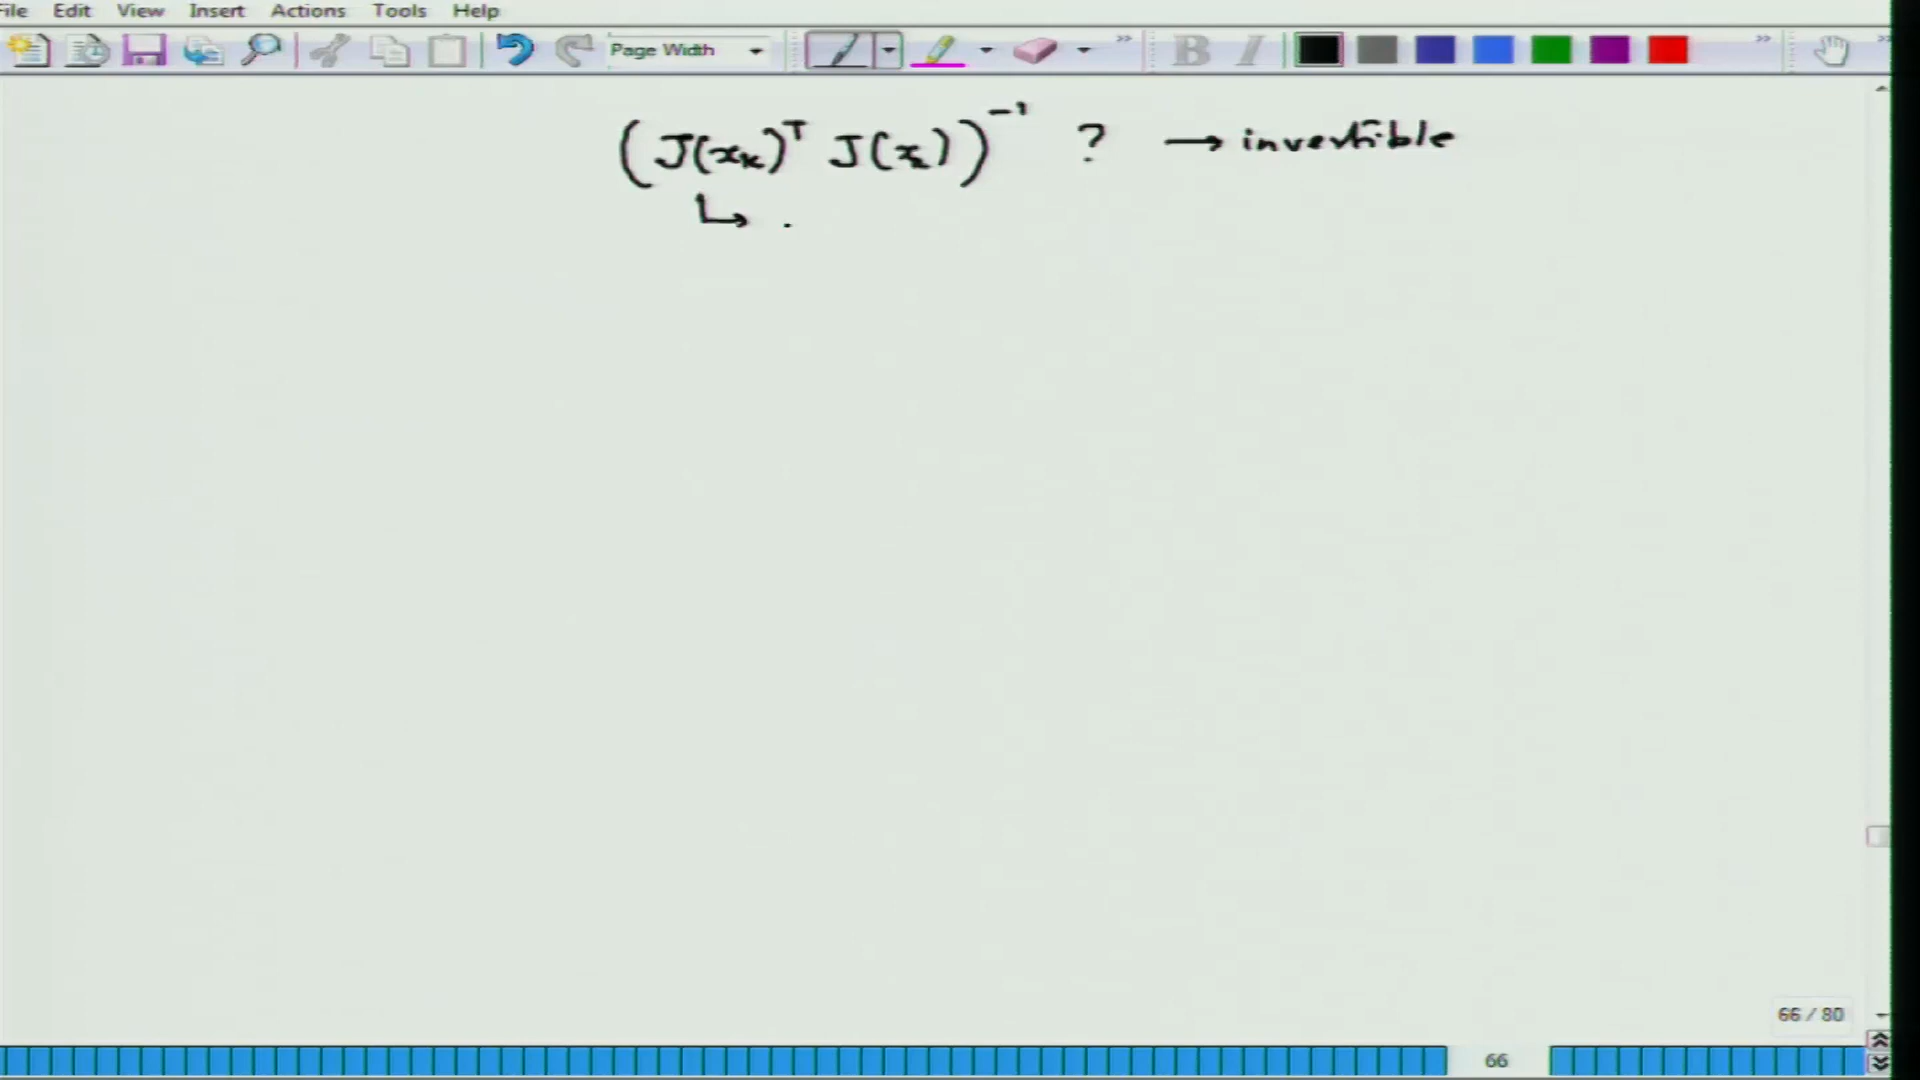 File Edit View Insert Actions Tools Help
Page Width
B I
(J(xₖ)ᵀ J(xₖ))⁻¹ ? → invertible
↳ .
66 / 80
66